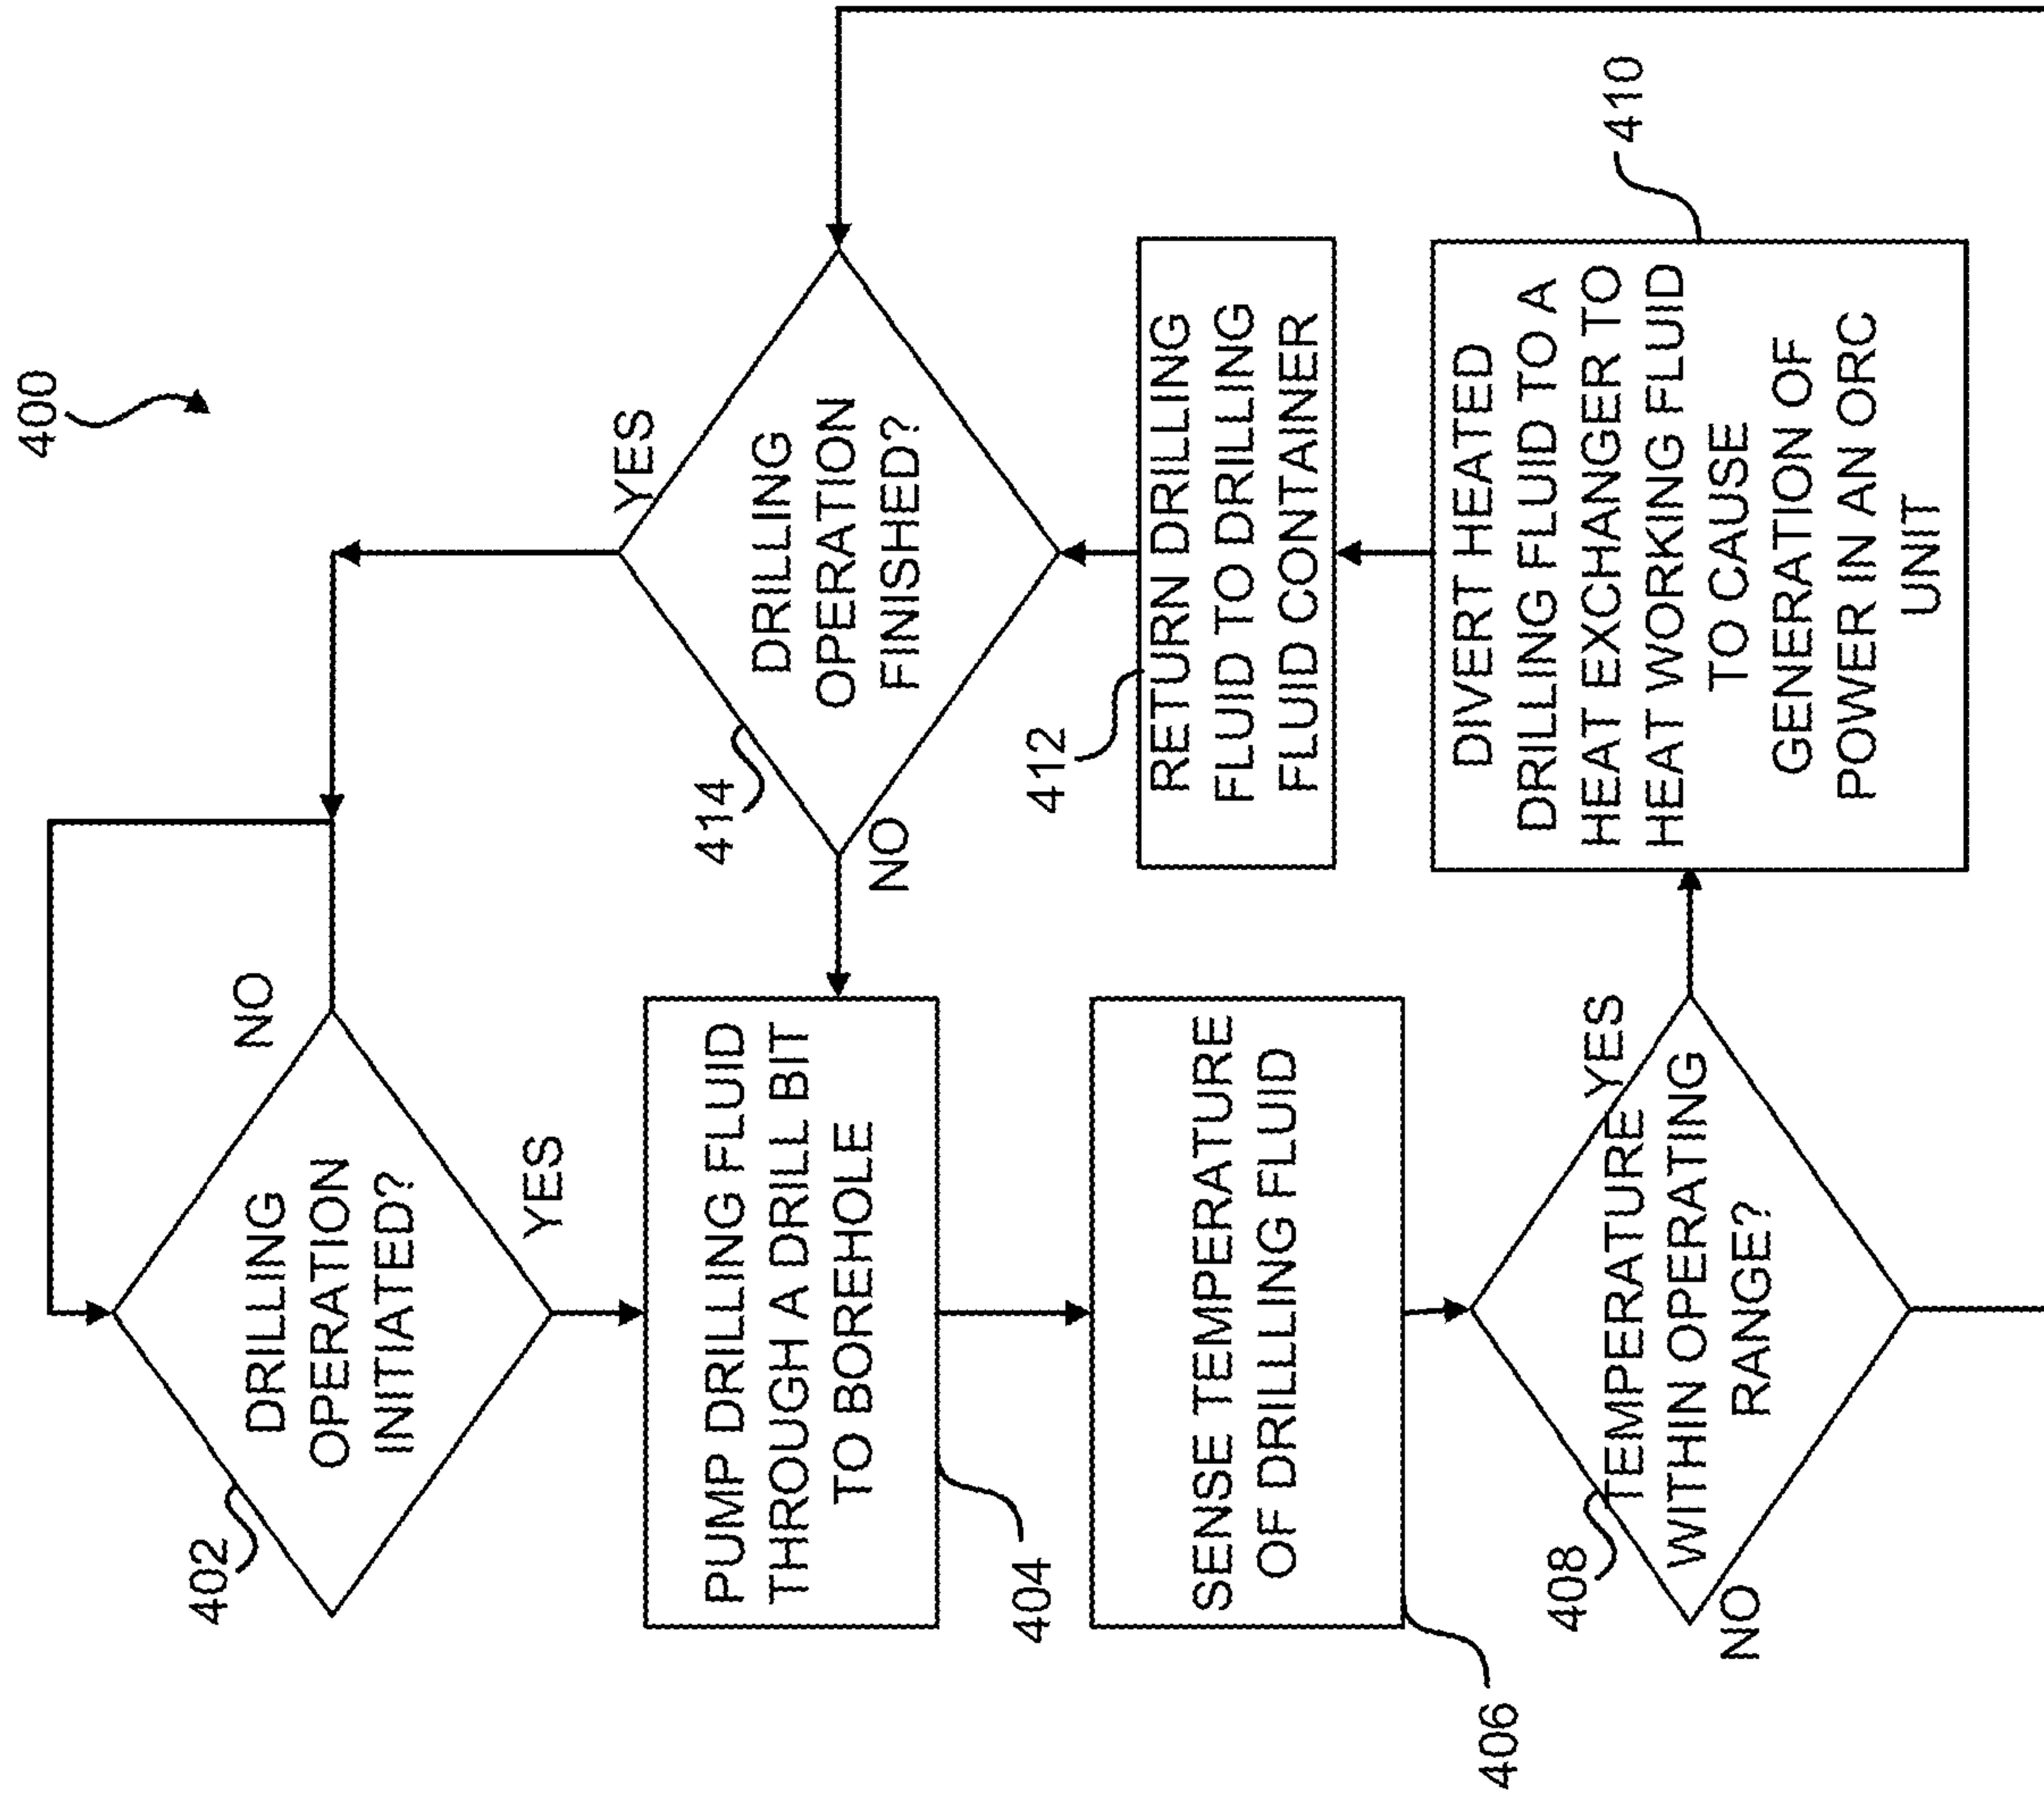 400
402
DRILLING
OPERATION
INITIATED?
NO
YES
PUMP DRILLING FLUID
THROUGH A DRILL BIT
TO BOREHOLE
404
SENSE TEMPERATURE
OF DRILLING FLUID
406
408
TEMPERATURE
WITHIN OPERATING
RANGE?
YES
NO
DIVERT HEATED
DRILLING FLUID TO A
HEAT EXCHANGER TO
HEAT WORKING FLUID
TO CAUSE
GENERATION OF
POWER IN AN ORC
UNIT
410
412
RETURN DRILLING
FLUID TO DRILLING
FLUID CONTAINER
414
DRILLING
OPERATION
FINISHED?
YES
NO